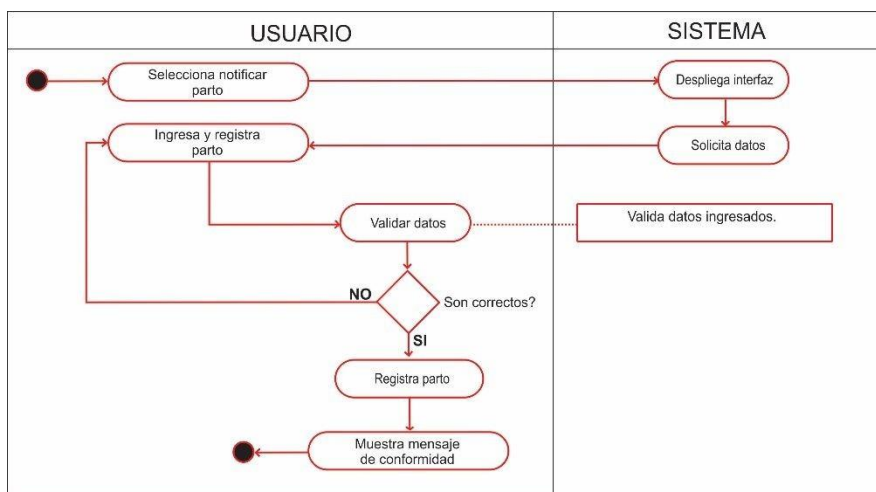 USUARIO
SISTEMA
Selecciona notificar
parto
Despliega interfaz
Ingresa y registra
parto
Solicita datos
Validar datos
Valida datos ingresados.
NO
Son correctos?
SI
Registra parto
Muestra mensaje
de conformidad